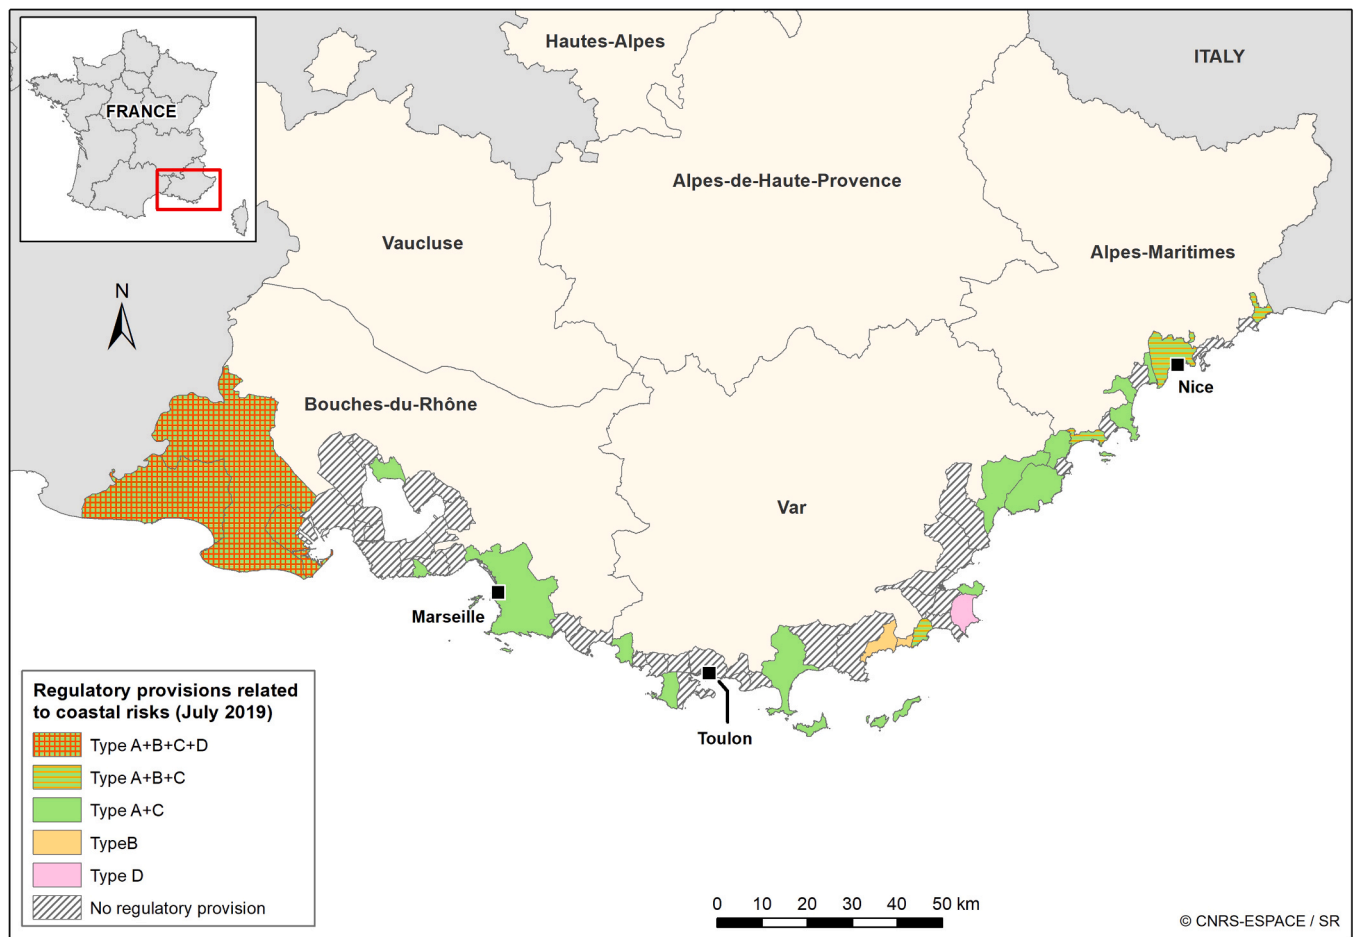 Hautes-Alpes
ITALY
FRANCE
Alpes-de-Haute-Provence
Vaucluse
Alpes-Maritimes
N
Nice
Bouches-du-Rhône
Var
Marseille
Toulon
Regulatory provisions related
to coastal risks (July 2019)
Type A+B+C+D
Type A+B+C
Type A+C
TypeB
Type D
No regulatory provision
0 10 20 30 40 50 km
© CNRS-ESPACE / SR